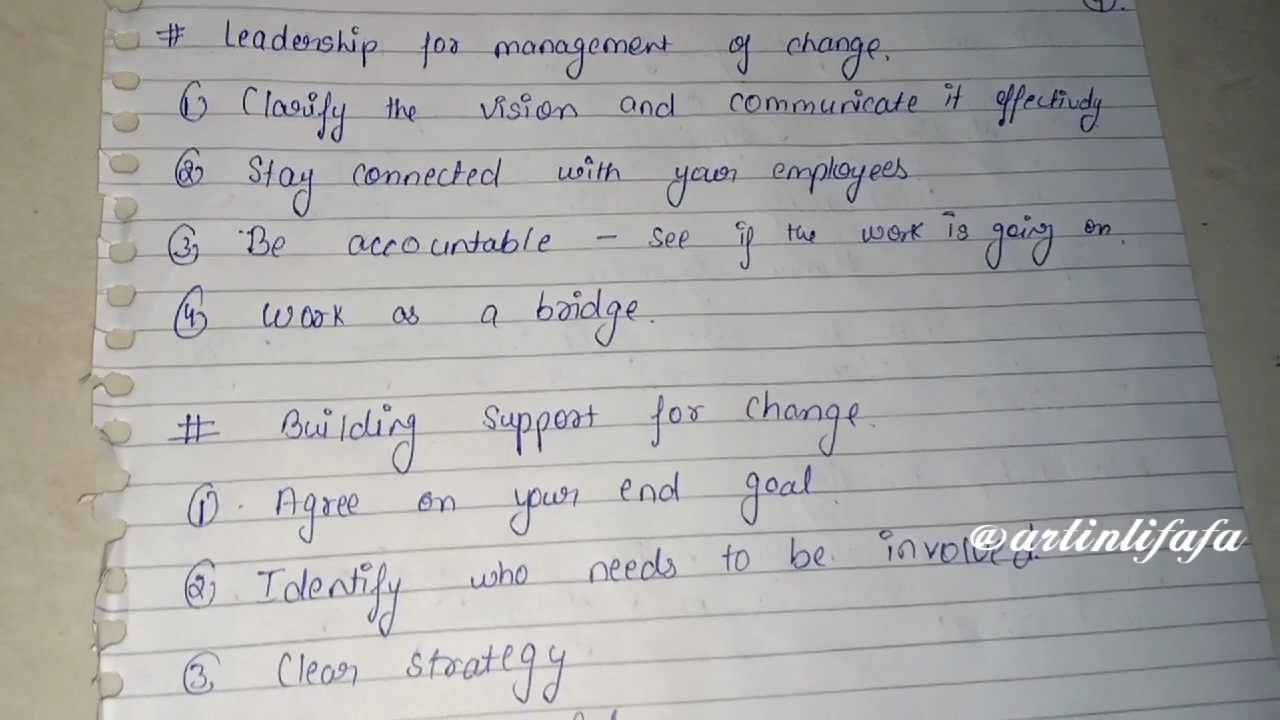 # Leadership for management of change.
① Clarify the vision and communicate it effectively
② Stay connected with your employees
③ Be accountable - see if the work is going on.
④ Work as a bridge.
# Building support for change.
① Agree on your end goal.
② Identify who needs to be involved.
@artinlifafa
③ Clear strategy